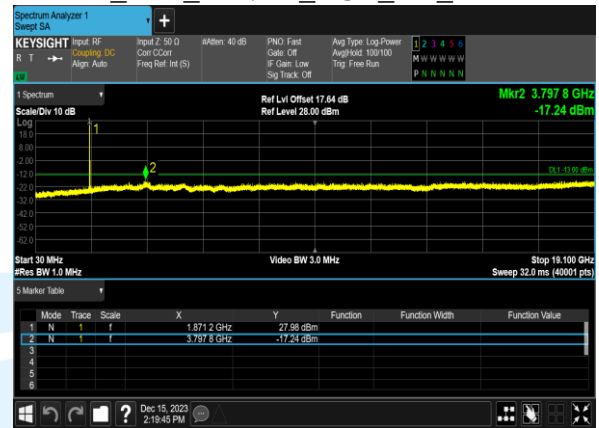 Spectrum Analyzer 1
Swept SA
KEYSIGHT Input: RF Input Z: 50 Ω #Atten: 40 dB PNO: Fast Avg Type: Log-Power 1 2 3 4 5 6
R T Coupling: DC Corr CCorr Gate: Off Avg|Hold: 100/100 M W W W W W
Align: Auto Freq Ref: Int (S) IF Gain: Low Trig: Free Run
Sig Track: Off P N N N N N
LV
1 Spectrum Ref Lvl Offset 17.64 dB Mkr2 3.797 8 GHz
Scale/Div 10 dB Ref Level 28.00 dBm -17.24 dBm
Log
18.0 1
8.00
-2.00
-12.0 2 DL1 -13.00 dBm
-22.0
-32.0
-42.0
-52.0
-62.0
Start 30 MHz Video BW 3.0 MHz Stop 19.100 GHz
#Res BW 1.0 MHz Sweep 32.0 ms (40001 pts)
5 Marker Table
Mode Trace Scale X Y Function Function Width Function Value
1 N 1 f 1.871 2 GHz 27.98 dBm
2 N 1 f 3.797 8 GHz -17.24 dBm
3
4
5
6
? Dec 15, 2023
2:19:45 PM